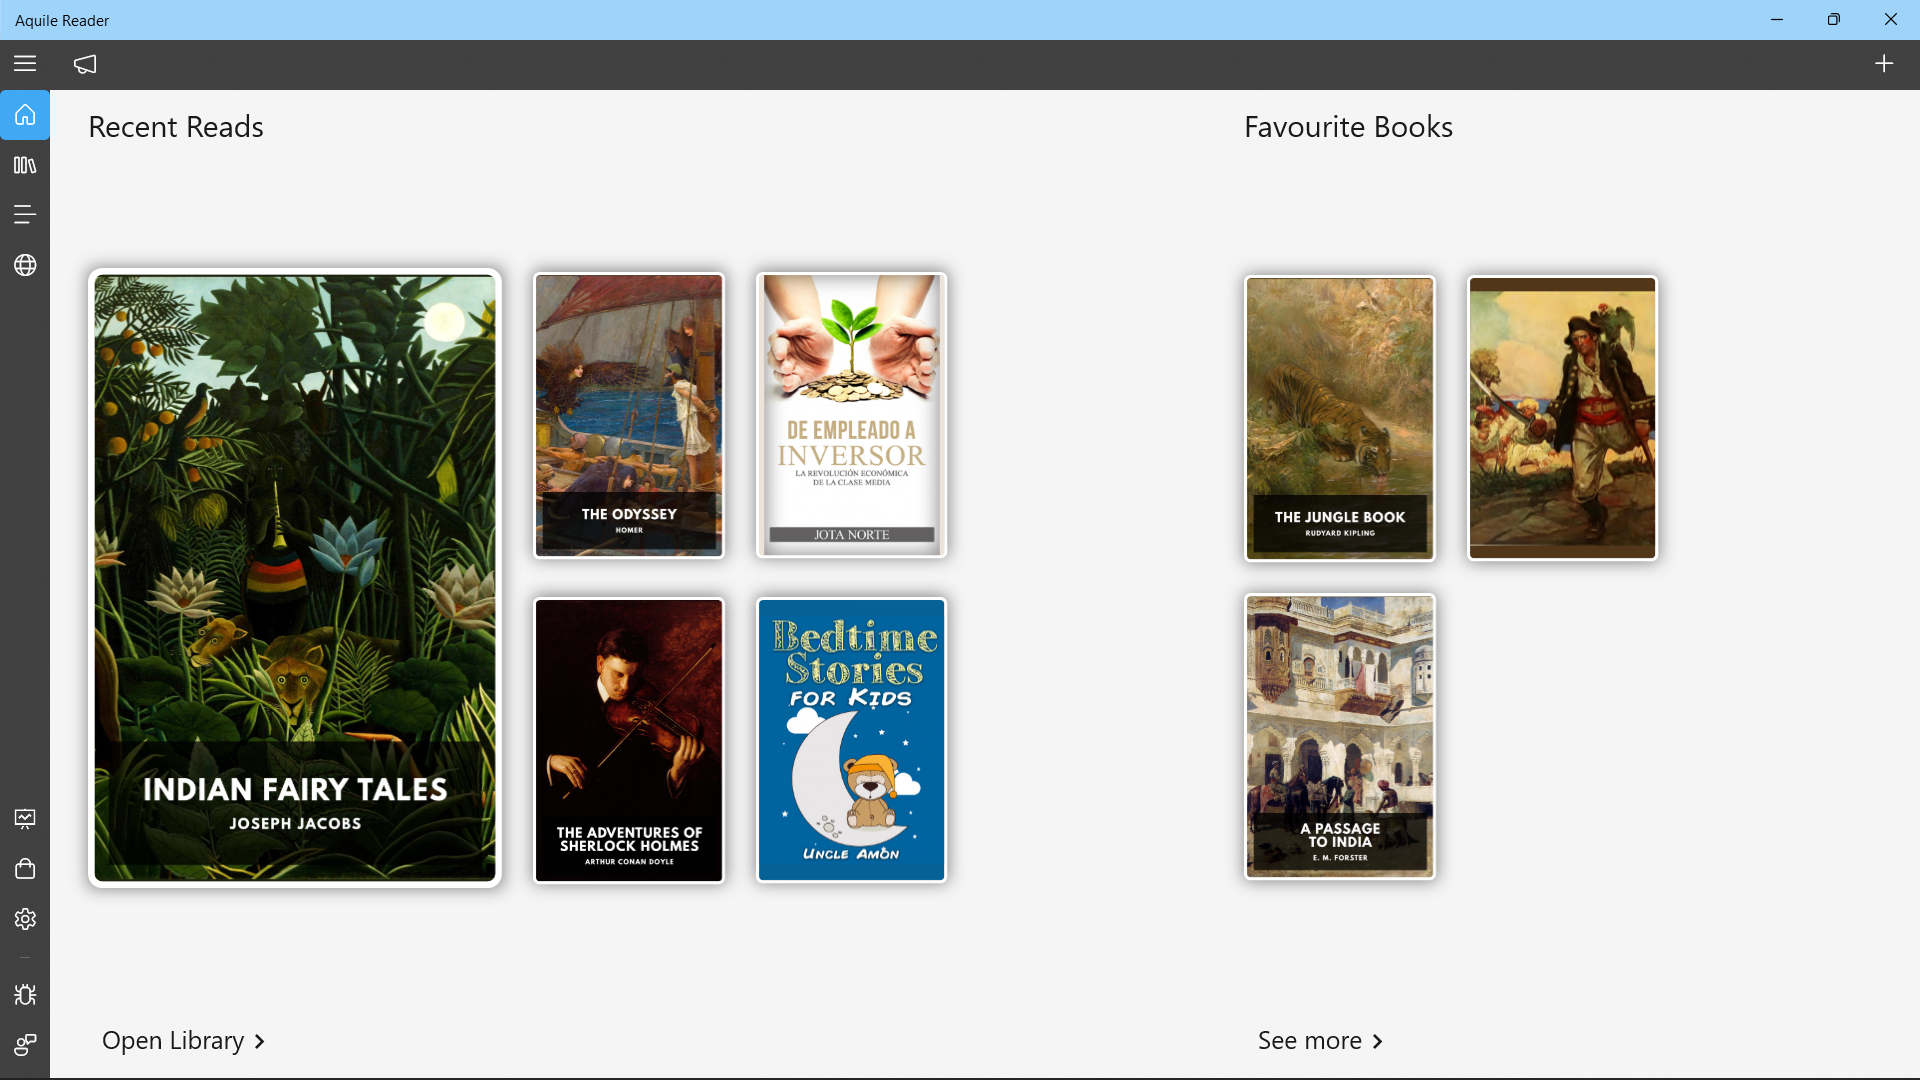 Aquile Reader
Recent Reads
Favourite Books
INDIAN FAIRY TALES
JOSEPH JACOBS
THE ODYSSEY
HOMER
DE EMPLEADO A
INVERSOR
LA REVOLUCIÓN ECONÓMICA
DE LA CLASE MEDIA
JOTA NORTE
THE ADVENTURES OF
SHERLOCK HOLMES
ARTHUR CONAN DOYLE
Bedtime
Stories
FOR KIDS
UNCLE AMON
THE JUNGLE BOOK
RUDYARD KIPLING
A PASSAGE
TO INDIA
E. M. FORSTER
Open Library
See more